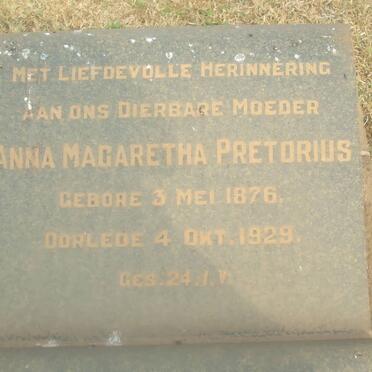 MET LIEFDEVOLLE HERINNERING
AAN ONS DIERBARE MOEDER
ANNA MAGARETHA PRETORIUS
GEBORE 3 MEI 1876.
OORLEDE 4 OKT. 1929.
GES. 24. 1. V.